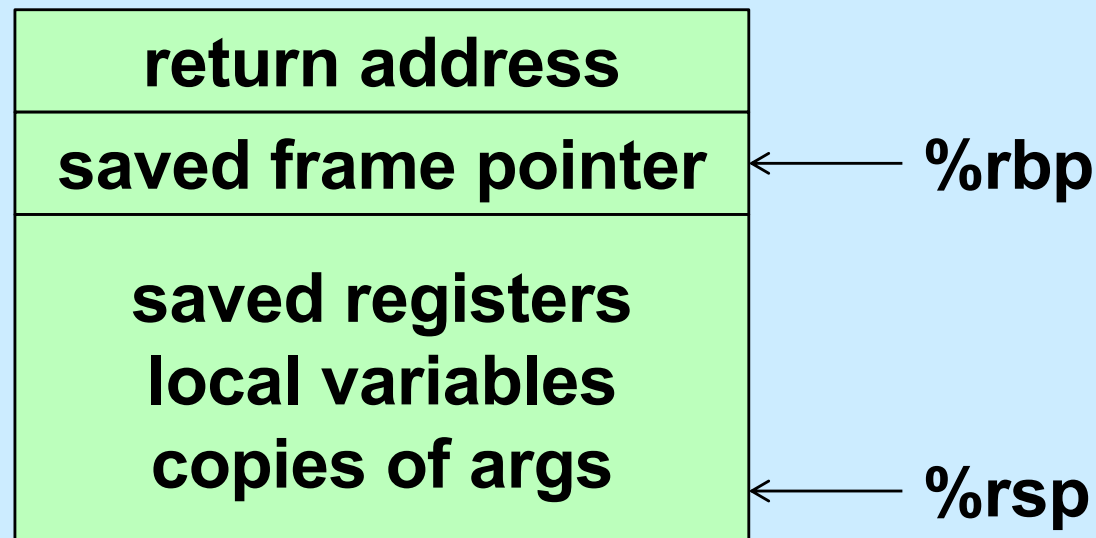 return address
saved frame pointer
%rbp
saved registers
local variables
copies of args
%rsp